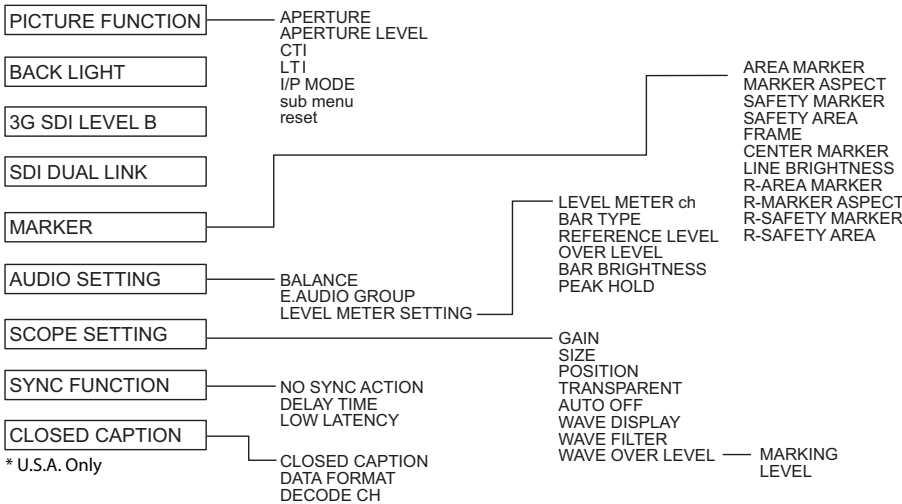 PICTURE FUNCTION
APERTURE
APERTURE LEVEL
CTI
LTI
I/P MODE
sub menu
reset
BACK LIGHT
3G SDI LEVEL B
SDI DUAL LINK
MARKER
AREA MARKER
MARKER ASPECT
SAFETY MARKER
SAFETY AREA
FRAME
CENTER MARKER
LINE BRIGHTNESS
R-AREA MARKER
R-MARKER ASPECT
R-SAFETY MARKER
R-SAFETY AREA
AUDIO SETTING
BALANCE
E.AUDIO GROUP
LEVEL METER SETTING
LEVEL METER ch
BAR TYPE
REFERENCE LEVEL
OVER LEVEL
BAR BRIGHTNESS
PEAK HOLD
SCOPE SETTING
GAIN
SIZE
POSITION
TRANSPARENT
AUTO OFF
WAVE DISPLAY
WAVE FILTER
WAVE OVER LEVEL
MARKING
LEVEL
SYNC FUNCTION
NO SYNC ACTION
DELAY TIME
LOW LATENCY
CLOSED CAPTION
* U.S.A. Only
CLOSED CAPTION
DATA FORMAT
DECODE CH